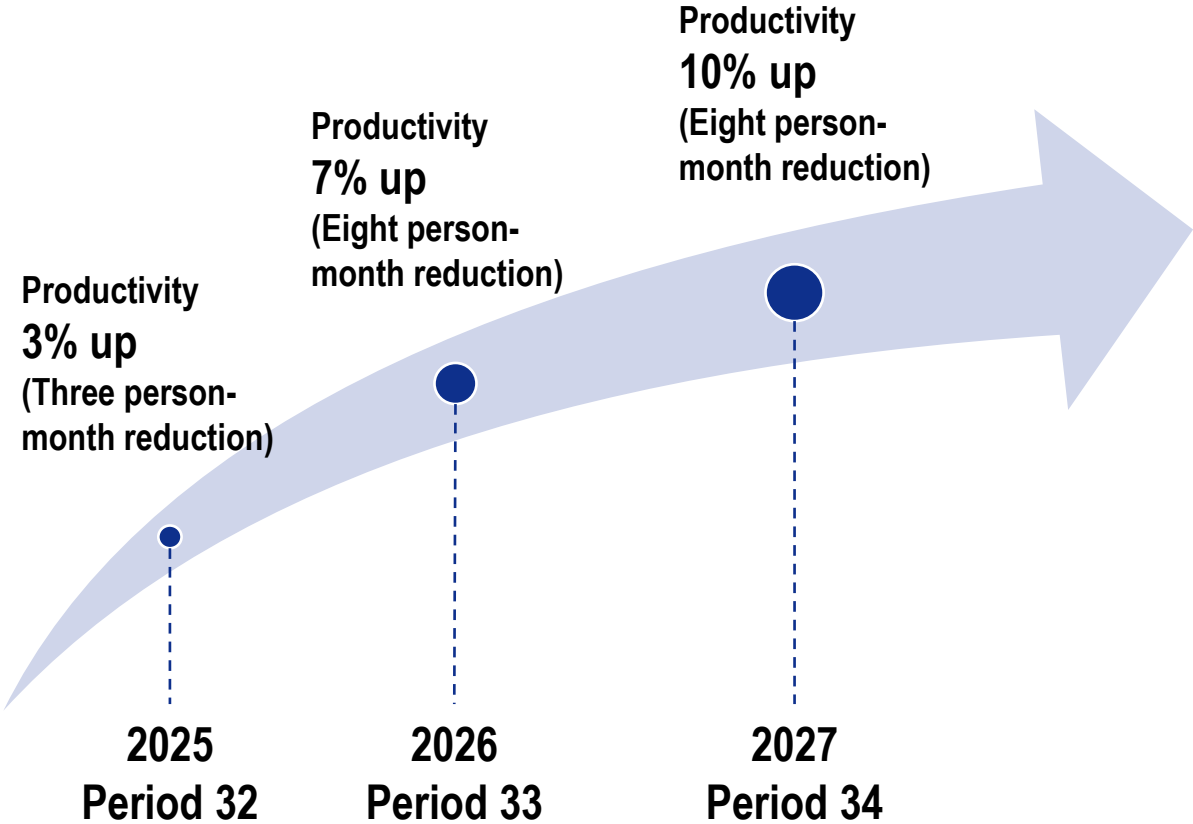 Productivity
3% up
(Three person-
month reduction)
Productivity
7% up
(Eight person-
month reduction)
Productivity
10% up
(Eight person-
month reduction)
2025
Period 32
2026
Period 33
2027
Period 34